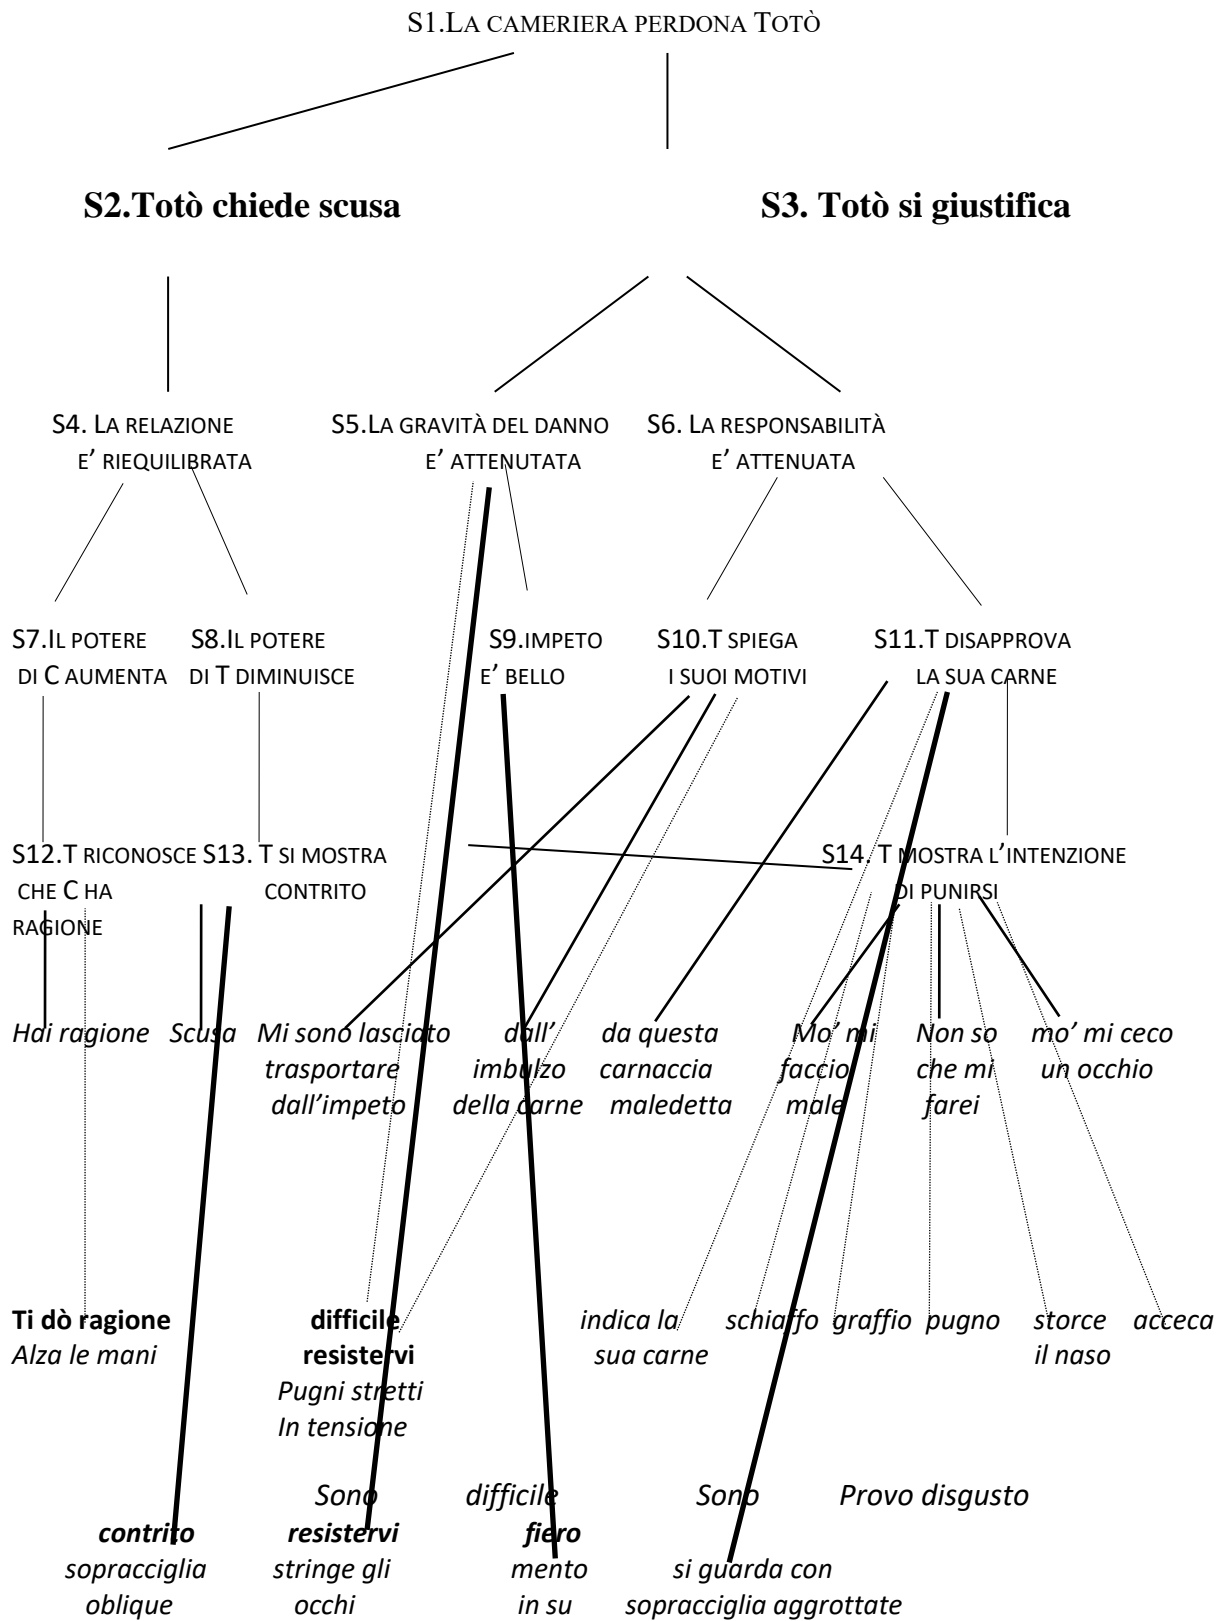 S1.LA CAMERIERA PERDONA TOTÒ
S2.Totò chiede scusa S3. Totò si giustifica
S4. LA RELAZIONE S5.LA GRAVITÀ DEL DANNO S6. LA RESPONSABILITÀ
E’ RIEQUILIBRATA E’ ATTENUTATA E’ ATTENUATA
S7.IL POTERE S8.IL POTERE S9.IMPETO S10.T SPIEGA S11.T DISAPPROVA
DI C AUMENTA DI T DIMINUISCE E’ BELLO I SUOI MOTIVI LA SUA CARNE
S12.T RICONOSCE S13. T SI MOSTRA S14. T MOSTRA L’INTENZIONE
CHE C HA CONTRITO DI PUNIRSI
RAGIONE
Hai ragione Scusa Mi sono lasciato dall’ da questa Mo’ mi Non so mo’ mi ceco
trasportare imbulzo carnaccia faccio che mi un occhio
dall’impeto della carne maledetta male farei
Ti dò ragione difficile indica la schiaffo graffio pugno storce acceca
Alza le mani resistervi sua carne il naso
Pugni stretti
In tensione
Sono difficile Sono Provo disgusto
contrito resistervi fiero
sopracciglia stringe gli mento si guarda con
oblique occhi in su sopracciglia aggrottate